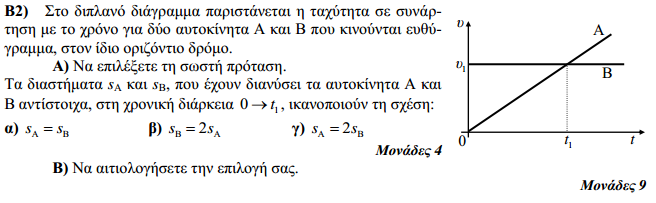 B2) Στο διπλανό διάγραμμα παριστάνεται η ταχύτητα σε συνάρ-
τηση με το χρόνο για δύο αυτοκίνητα Α και Β που κινούνται ευθύ-
γραμμα, στον ίδιο οριζόντιο δρόμο.
Α) Να επιλέξετε τη σωστή πρόταση.
Τα διαστήματα sA και sB, που έχουν διανύσει τα αυτοκίνητα Α και
Β αντίστοιχα, στη χρονική διάρκεια 0 → t1, ικανοποιούν τη σχέση:
α) sA = sB β) sB = 2sA γ) sA = 2sB
Μονάδες 4
Β) Να αιτιολογήσετε την επιλογή σας.
Μονάδες 9
υ
A
υ1
B
0
t1
t